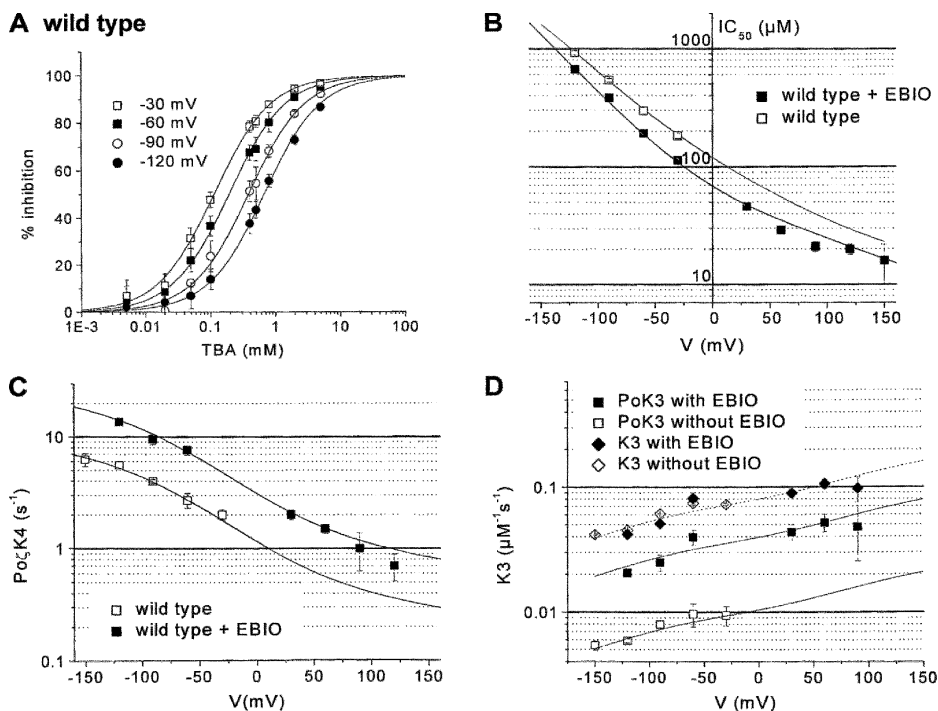 A wild type
% inhibition
100
80
60
40
20
0
-30 mV
-60 mV
-90 mV
-120 mV
1E-3 0.01 0.1 1 10 100
TBA (mM)
B
IC50 (µM)
1000
100
10
wild type + EBIO
wild type
-150 -100 -50 0 50 100 150
V (mV)
C
PoζK4 (s-1)
10
1
0.1
wild type
wild type + EBIO
-150 -100 -50 0 50 100 150
V(mV)
D
K3 (µM-1s-1)
PoK3 with EBIO
PoK3 without EBIO
K3 with EBIO
K3 without EBIO
0.1
0.01
-150 -100 -50 0 50 100 150
V (mV)